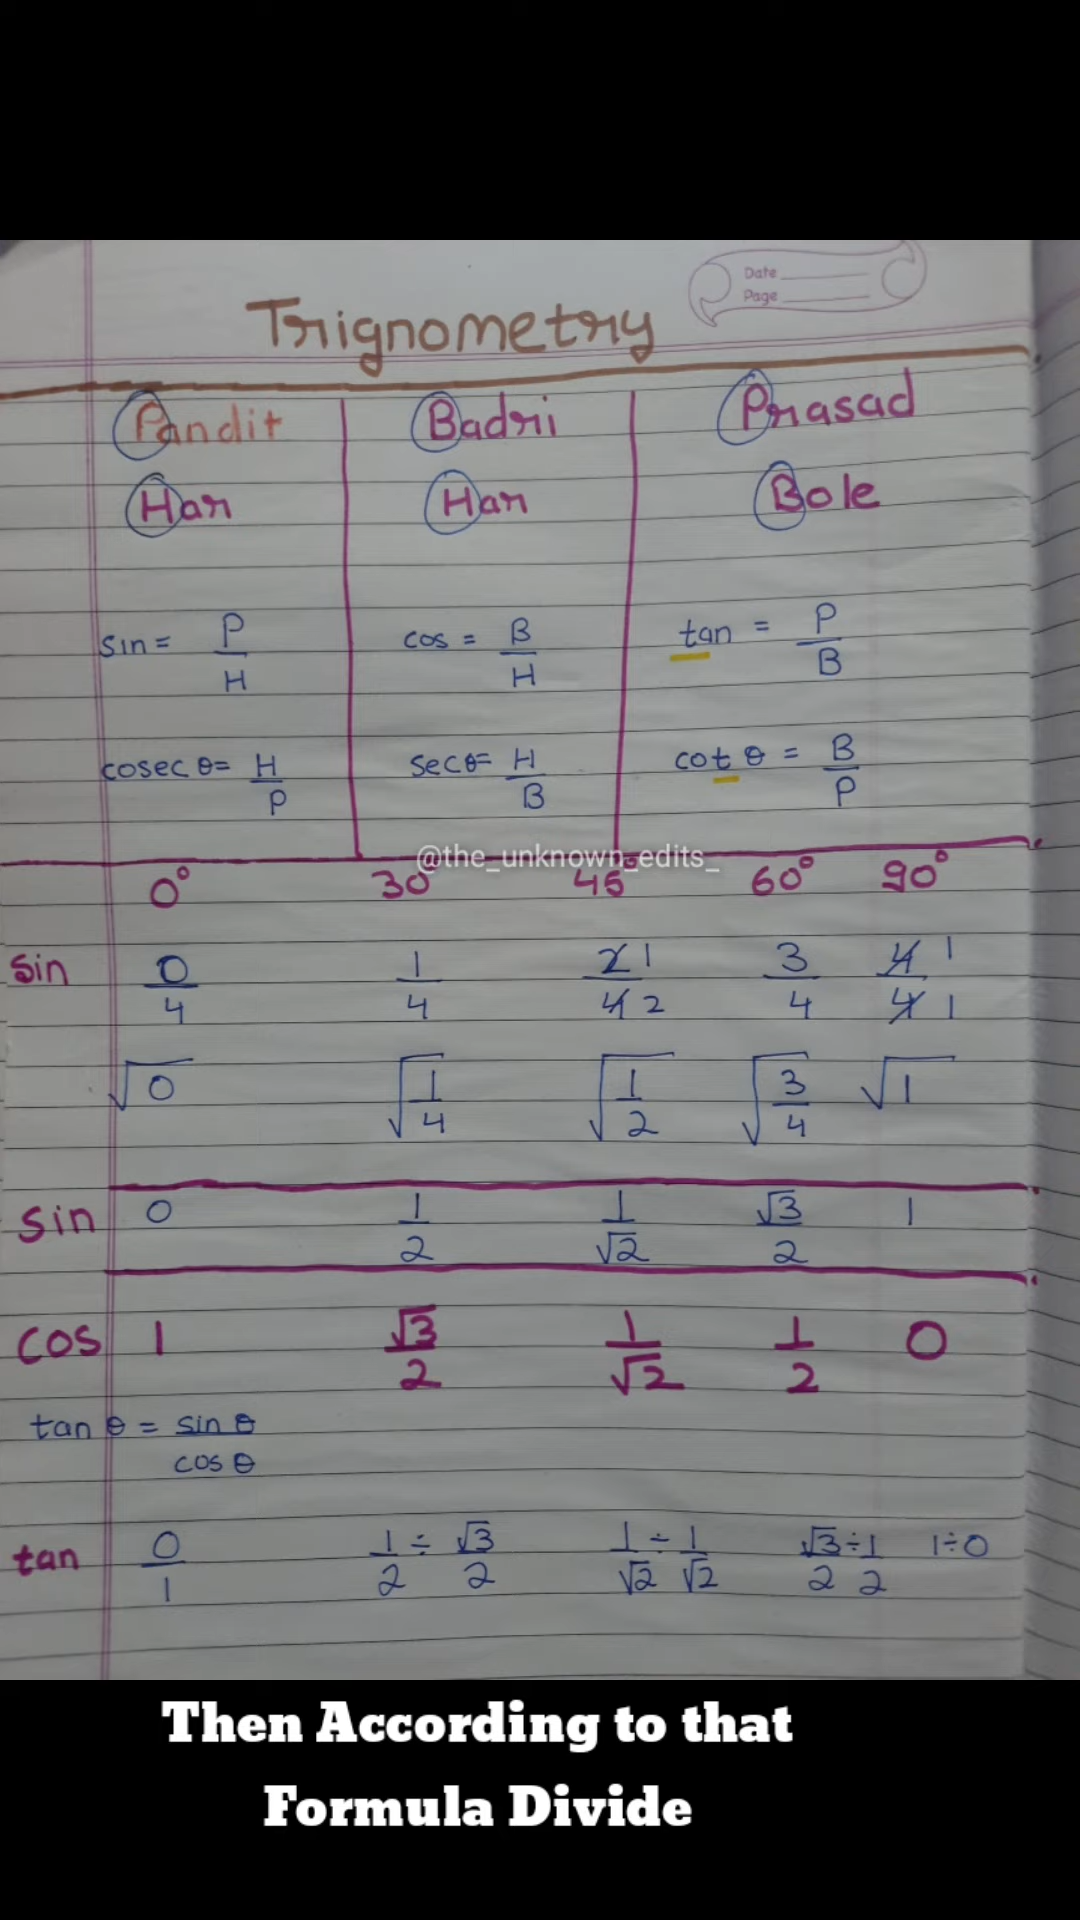 Date
Page
Trignometry
Pandit Badri Prasad
Har Har Bole
sin = P/H cos = B/H tan = P/B
cosec θ = H/P sec θ = H/B cot θ = B/P
@the_unknown_edits_
0° 30° 45° 60° 90°
sin 0/4 1/4 2/4 1/2 3/4 4/4 1/1
√0 √1/4 √1/2 √3/4 √1
sin 0 1/2 1/√2 √3/2 1
cos 1 √3/2 1/√2 1/2 0
tan θ = sin θ/cos θ
tan 0/1 1/2 ÷ √3/2 1/√2 ÷ 1/√2 √3/2 ÷ 1/2 1÷0
Then According to that
Formula Divide